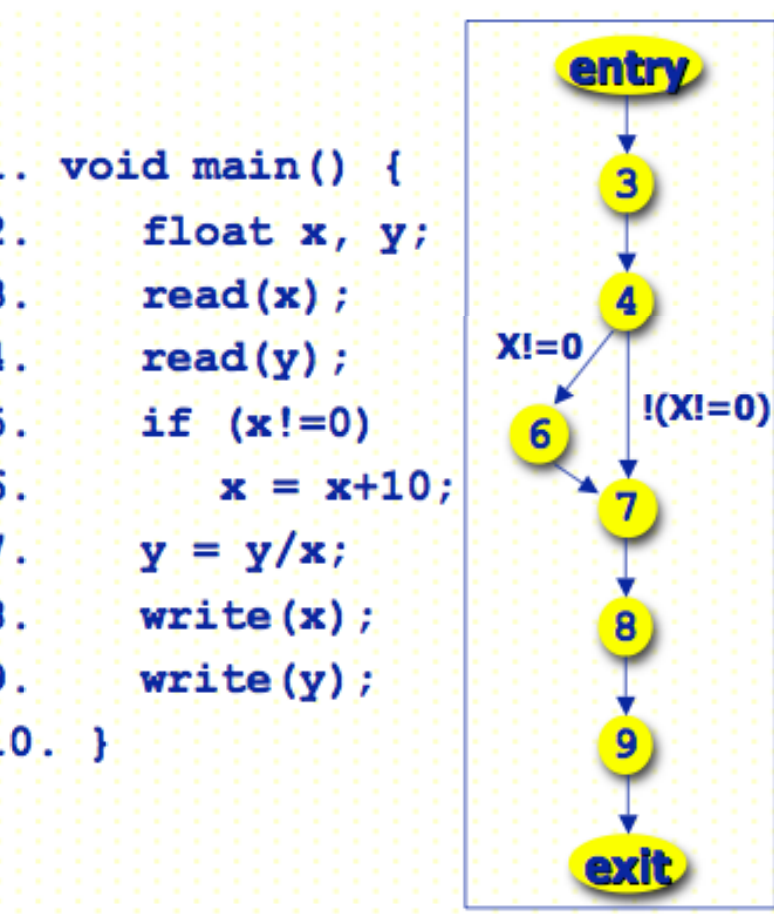 . void main() {
. float x, y;
. read(x);
. read(y);
. if (x!=0)
. x = x+10;
. y = y/x;
. write(x);
. write(y);
0. }
entry
3
4
X!=0
!(X!=0)
6
7
8
9
exit